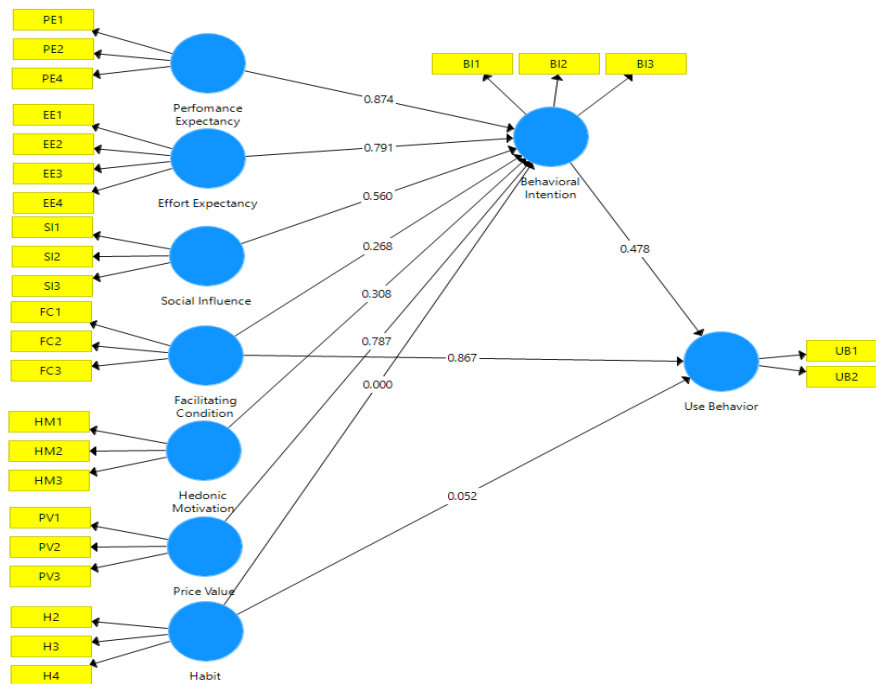 PE1
PE2
PE4
Perfomance
Expectancy
EE1
EE2
EE3
EE4
Effort Expectancy
SI1
SI2
SI3
Social Influence
FC1
FC2
FC3
Facilitating
Condition
HM1
HM2
HM3
Hedonic
Motivation
PV1
PV2
PV3
Price Value
H2
H3
H4
Habit
0.874
0.791
0.560
0.268
0.308
0.787
0.000
BI1
BI2
BI3
Behavioral
Intention
0.478
0.867
0.052
UB1
UB2
Use Behavior